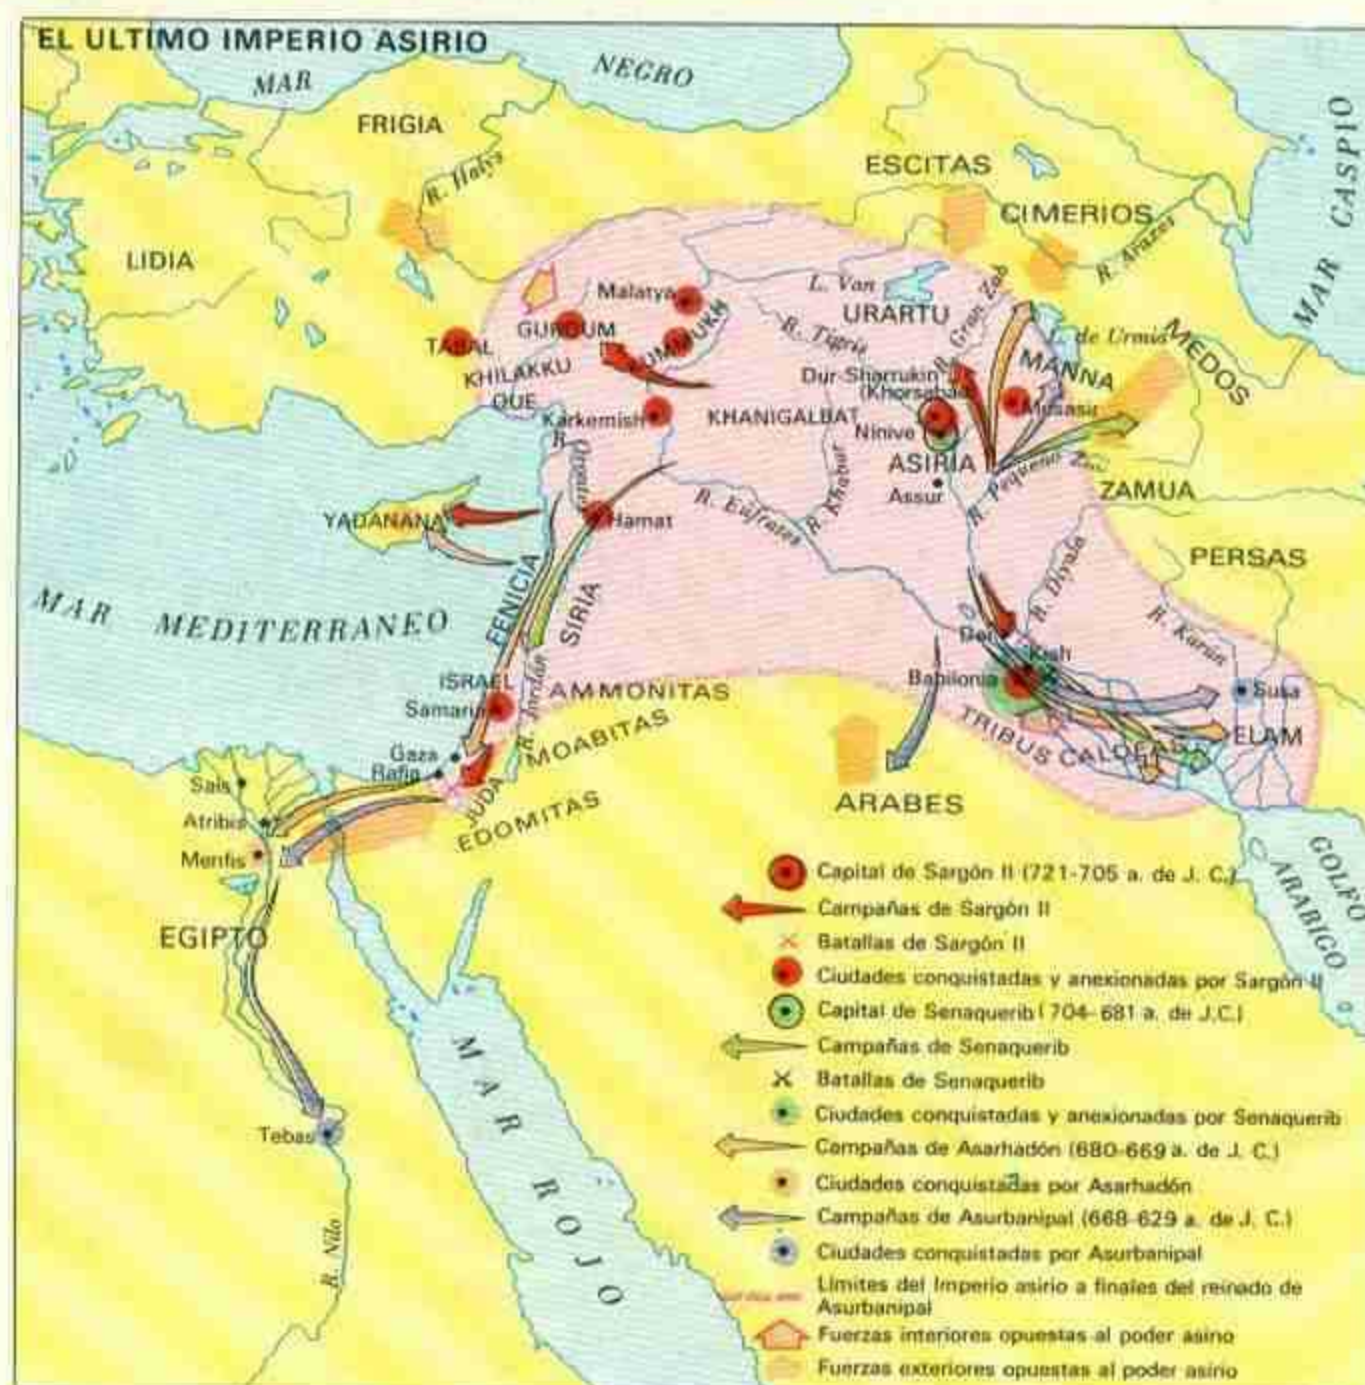 EL ULTIMO IMPERIO ASIRIO
MAR NEGRO
FRIGIA
R. Halys
ESCITAS
CIMERIOS
R. Araxes
MAR CASPIO
LIDIA
Malatya
L. Van
URARTU
R. Gran Zab
L. de Urmia
MEDOS
GURGUM
KUMMUKH
TABAL
R. Tigris
MANNA
KHILAKKU
Dur-Sharrukin
(Khorsabad)
Musasir
QUE
Karkemish
KHANIGALBAT
Ninive
R. Orontes
ASIRIA
R. Pequeno Zab
Assur
ZAMUA
R. Khabur
YADANANA
Hamat
R. Eúfrates
PERSAS
FENICIA
SIRIA
R. Diyala
MAR MEDITERRANEO
R. Karún
Der
Kish
Babilonia
Susa
ISRAEL
R. Jordán
AMMONITAS
Samaria
TRIBUS CALDEAS
ELAM
MOABITAS
Gaza
Rafia
Sais
JUDA
EDOMITAS
ARABES
Atribis
Menfis
GOLFO ARABIGO
EGIPTO
MAR ROJO
Tebas
R. Nilo
Capital de Sargón II (721-705 a. de J. C.)
Campañas de Sargón II
Batallas de Sargón II
Ciudades conquistadas y anexionadas por Sargón II
Capital de Senaquerib (704-681 a. de J.C.)
Campañas de Senaquerib
Batallas de Senaquerib
Ciudades conquistadas y anexionadas por Senaquerib
Campañas de Asarhadón (680-669 a. de J. C.)
Ciudades conquistadas por Asarhadón
Campañas de Asurbanipal (668-629 a. de J. C.)
Ciudades conquistadas por Asurbanipal
Límites del Imperio asirio a finales del reinado de
Asurbanipal
Fuerzas interiores opuestas al poder asirio
Fuerzas exteriores opuestas al poder asirio